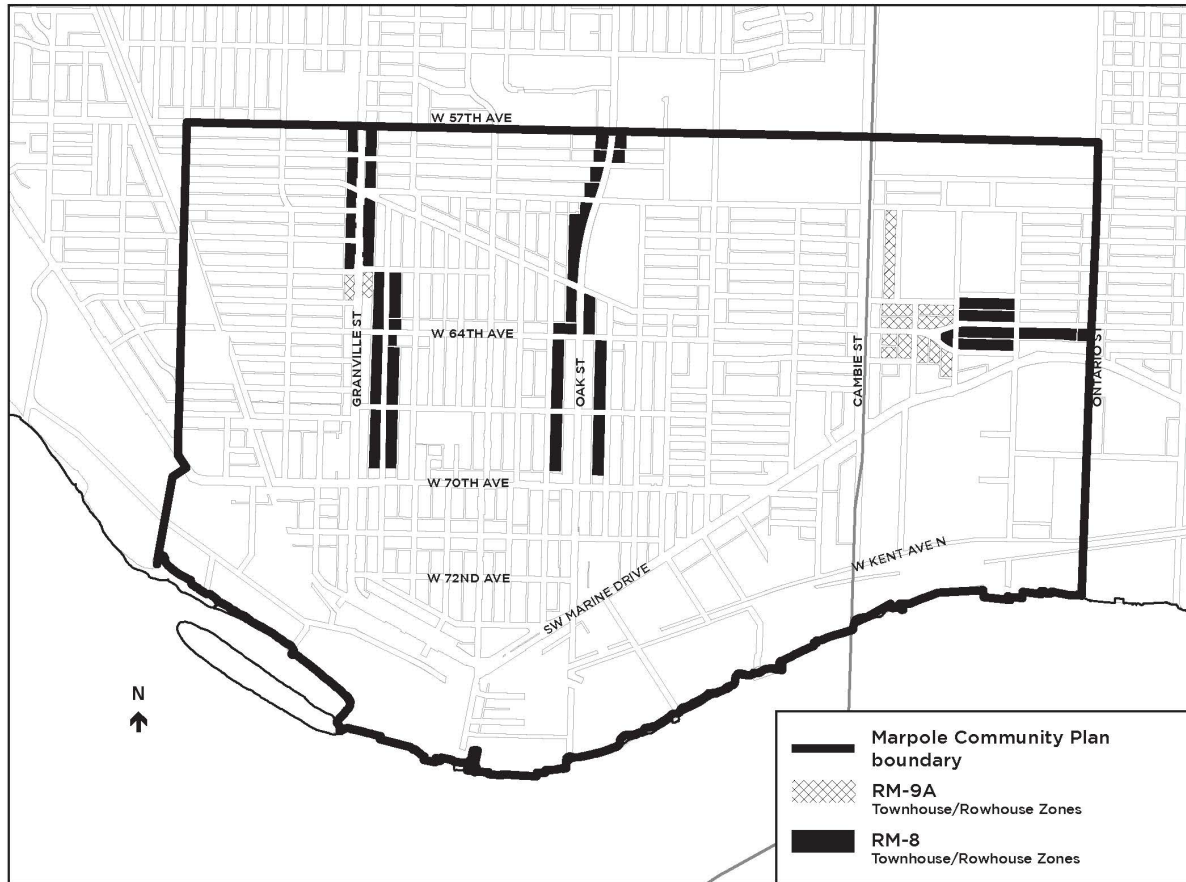 W 57TH AVE
GRANVILLE ST
W 64TH AVE
OAK ST
CAMBIE ST
ONTARIO ST
W 70TH AVE
W KENT AVE N
W 72ND AVE
SW MARINE DRIVE
N
Marpole Community Plan
boundary
RM-9A
Townhouse/Rowhouse Zones
RM-8
Townhouse/Rowhouse Zones